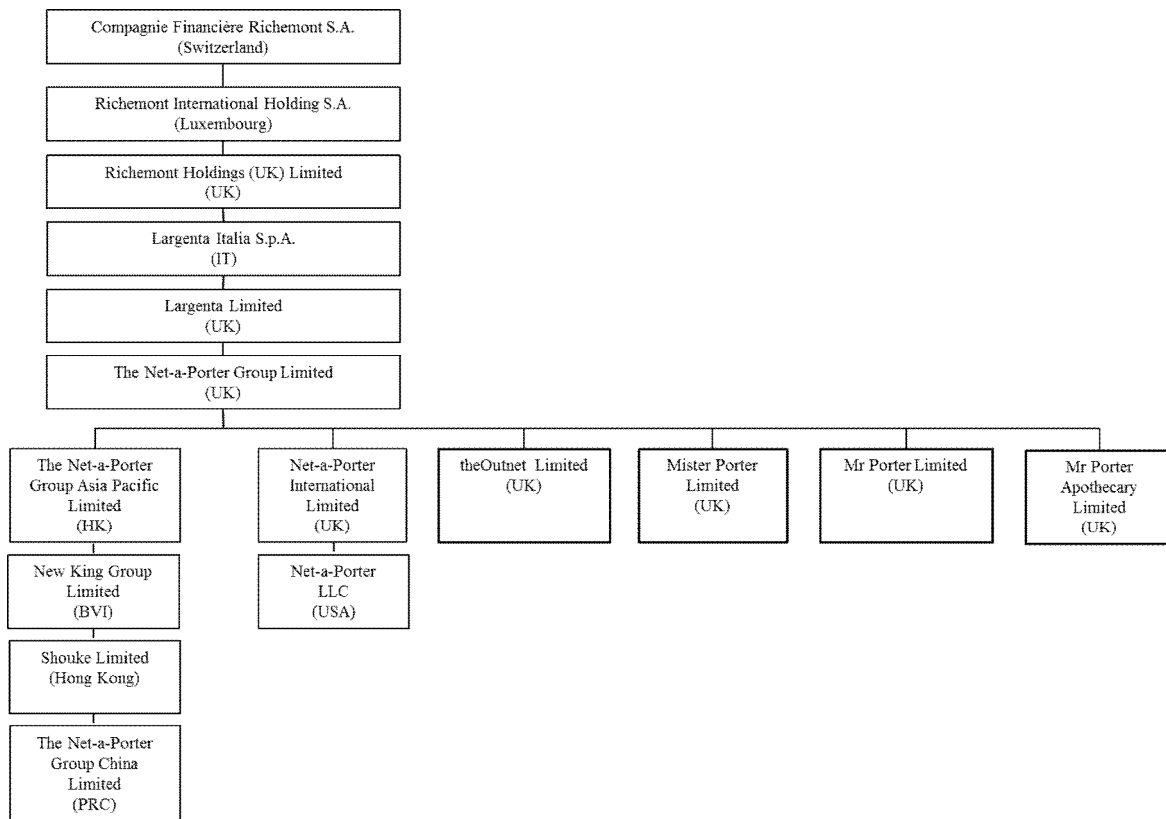 Compagnie Financière Richemont S.A.
(Switzerland)
Richemont International Holding S.A.
(Luxembourg)
Richemont Holdings (UK) Limited
(UK)
Largenta Italia S.p.A.
(IT)
Largenta Limited
(UK)
The Net-a-Porter Group Limited
(UK)
The Net-a-Porter
Group Asia Pacific
Limited
(HK)
Net-a-Porter
International
Limited
(UK)
theOutnet Limited
(UK)
Mister Porter
Limited
(UK)
Mr Porter Limited
(UK)
Mr Porter
Apothecary
Limited
(UK)
New King Group
Limited
(BVI)
Net-a-Porter
LLC
(USA)
Shouke Limited
(Hong Kong)
The Net-a-Porter
Group China
Limited
(PRC)